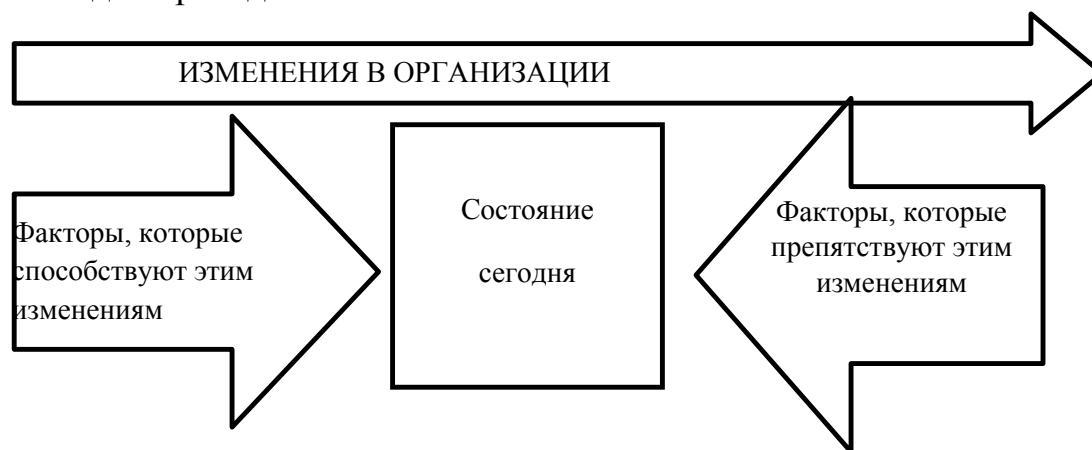 ИЗМЕНЕНИЯ В ОРГАНИЗАЦИИ
Факторы, которые
способствуют этим
изменениям
Состояние
сегодня
Факторы, которые
препятствуют этим
изменениям